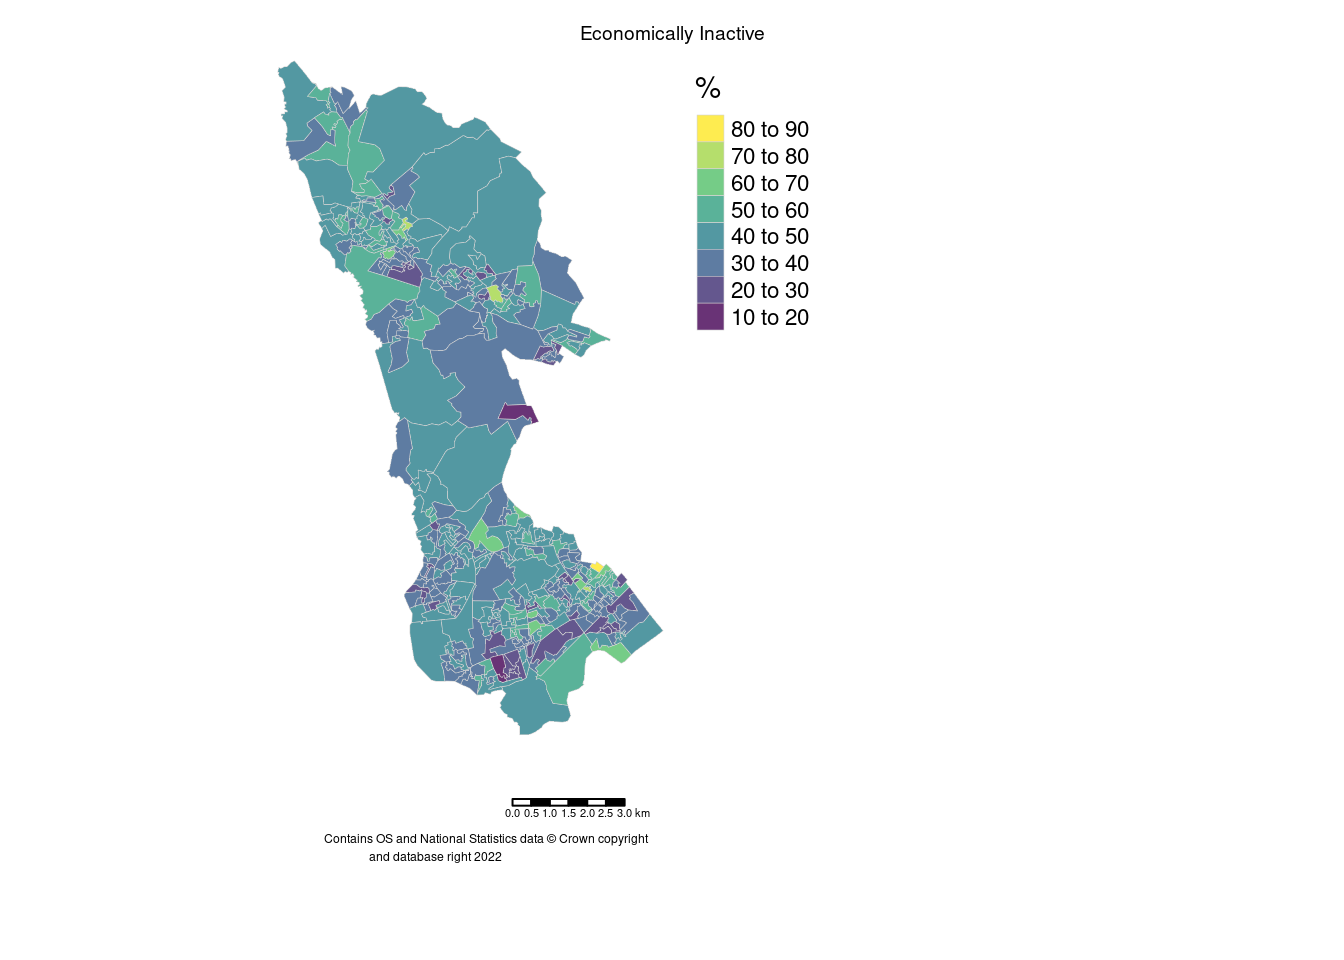 Economically Inactive
%
80 to 90
70 to 80
60 to 70
50 to 60
40 to 50
30 to 40
20 to 30
10 to 20
0.0 0.5 1.0 1.5 2.0 2.5 3.0 km
Contains OS and National Statistics data © Crown copyright
and database right 2022